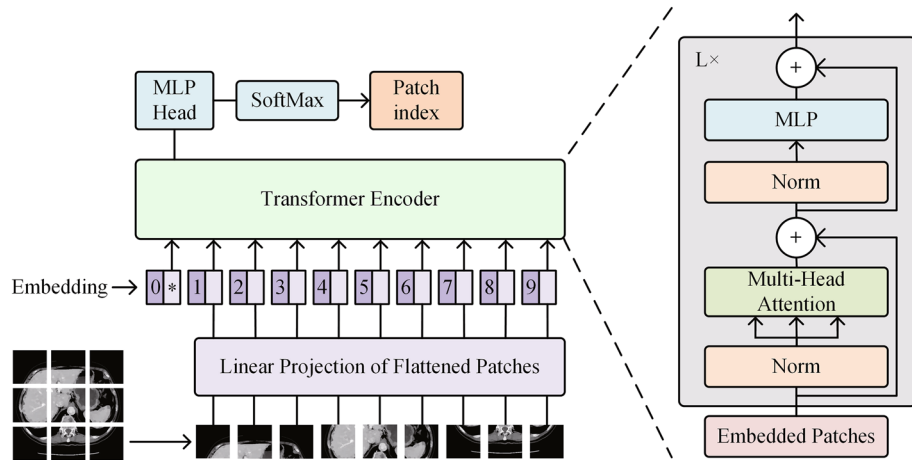 MLP
Head
SoftMax
Patch
index
Transformer Encoder
Embedding
0 * 1 2 3 4 5 6 7 8 9
Linear Projection of Flattened Patches
L×
+
MLP
Norm
+
Multi-Head
Attention
Norm
Embedded Patches